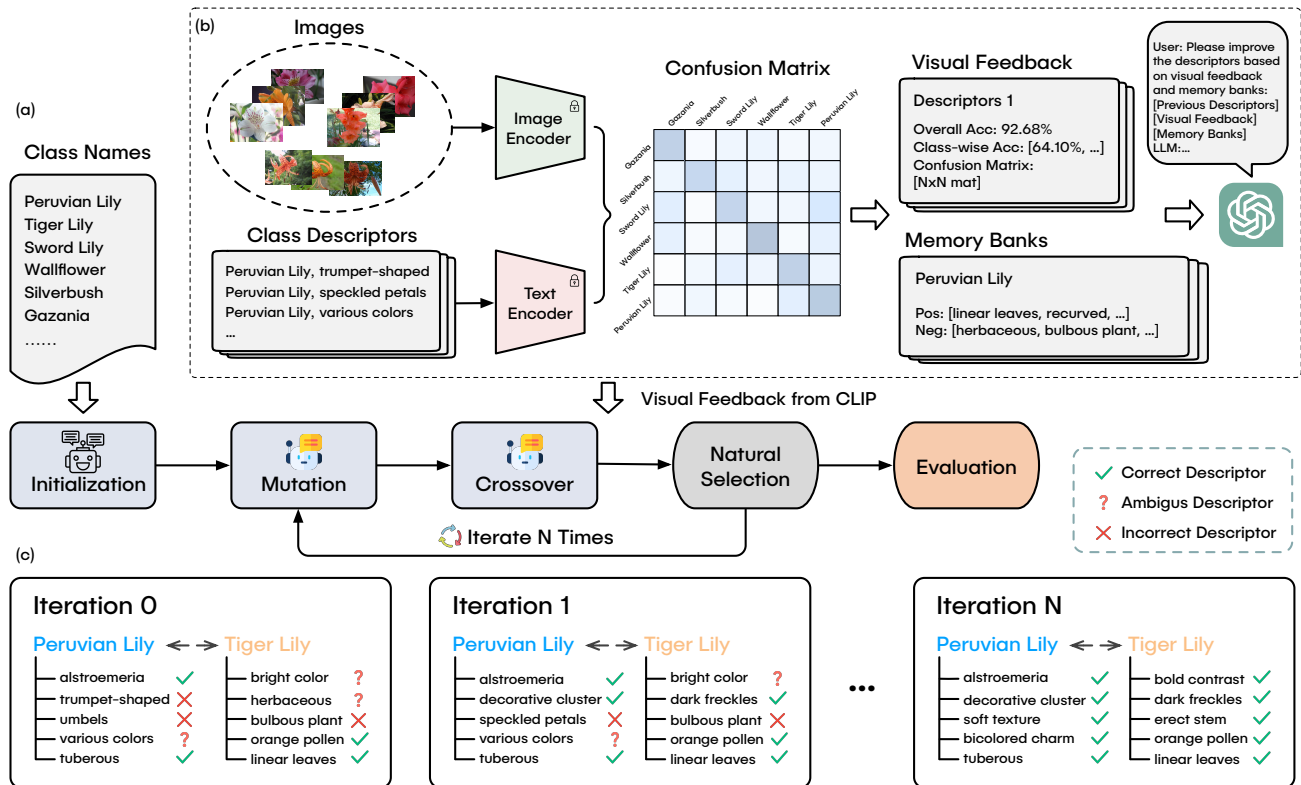 (a)
Class Names
Peruvian Lily
Tiger Lily
Sword Lily
Wallflower
Silverbush
Gazania
......
(b)
Images
Image
Encoder
Class Descriptors
Peruvian Lily, trumpet-shaped
Peruvian Lily, speckled petals
Peruvian Lily, various colors
...
Text
Encoder
Confusion Matrix
Gazania
Silverbush
Sword Lily
Wallflower
Tiger Lily
Peruvian Lily
Gazania
Silverbush
Sword Lily
Wallflower
Tiger Lily
Peruvian Lily
Visual Feedback
Descriptors 1
Overall Acc: 92.68%
Class-wise Acc: [64.10%, ...]
Confusion Matrix:
[NxN mat]
Memory Banks
Peruvian Lily
Pos: [linear leaves, recurved, ...]
Neg: [herbaceous, bulbous plant, ...]
User: Please improve
the descriptors based
on visual feedback
and memory banks:
[Previous Descriptors]
[Visual Feedback]
[Memory Banks]
LLM:...
Visual Feedback from CLIP
Initialization
Mutation
Crossover
Natural
Selection
Evaluation
Iterate N Times
Correct Descriptor
? Ambigus Descriptor
Incorrect Descriptor
(c)
Iteration 0
Peruvian Lily
alstroemeria
trumpet-shaped
umbels
various colors ?
tuberous
Tiger Lily
bright color ?
herbaceous ?
bulbous plant
orange pollen
linear leaves
Iteration 1
Peruvian Lily
alstroemeria
decorative cluster
speckled petals
various colors ?
tuberous
Tiger Lily
bright color ?
dark freckles
bulbous plant
orange pollen
linear leaves
...
Iteration N
Peruvian Lily
alstroemeria
decorative cluster
soft texture
bicolored charm
tuberous
Tiger Lily
bold contrast
dark freckles
erect stem
orange pollen
linear leaves